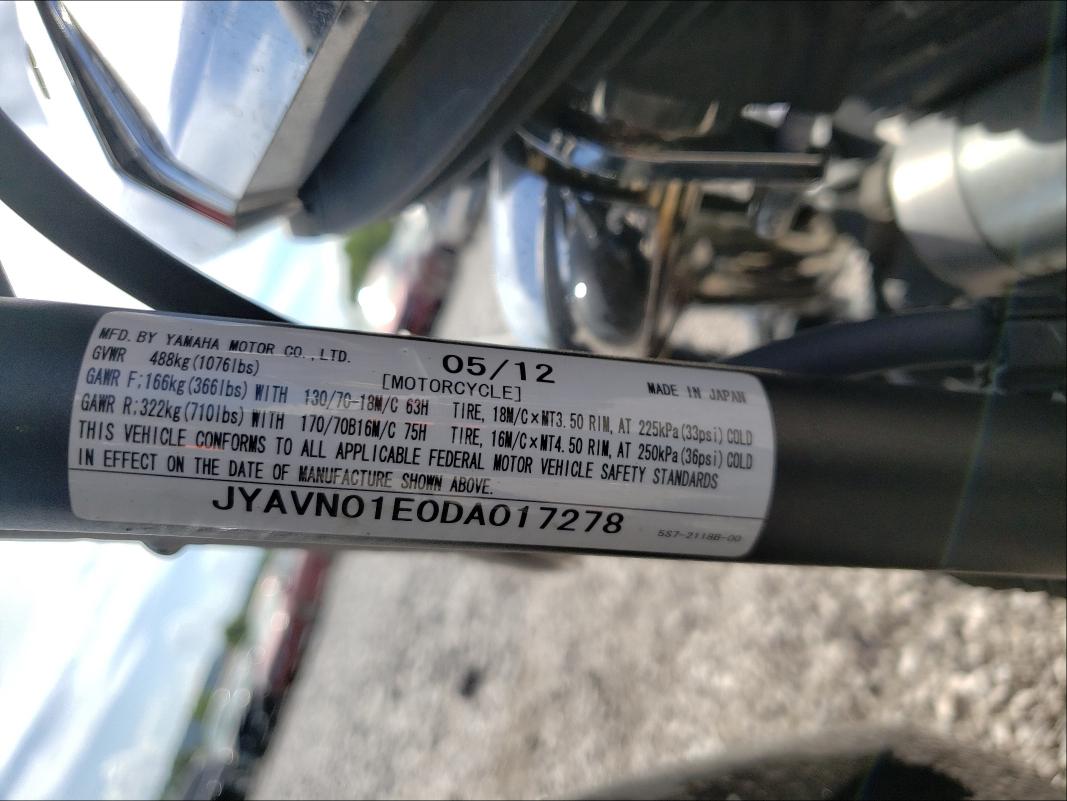 MFD. BY YAMAHA MOTOR CO., LTD.
05/12
GVWR 488kg(1076lbs)
[MOTORCYCLE]
MADE IN JAPAN
GAWR F;166kg(366lbs) WITH 130/70-18M/C 63H TIRE, 18M/C×MT3.50 RIM, AT 225kPa(33psi) COLD
GAWR R:322kg(710lbs) WITH 170/70B16M/C 75H TIRE, 16M/C×MT4.50 RIM, AT 250kPa(36psi) COLD
THIS VEHICLE CONFORMS TO ALL APPLICABLE FEDERAL MOTOR VEHICLE SAFETY STANDARDS
IN EFFECT ON THE DATE OF MANUFACTURE SHOWN ABOVE.
JYAVN01E0DA017278
5S7-2118B-00